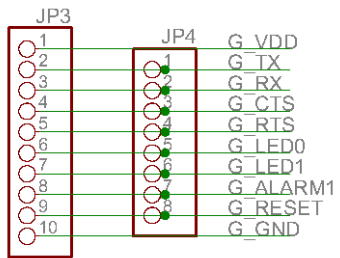 JP3
JP4
1 G_VDD
2 1 G_TX
3 2 G_RX
4 3 G_CTS
5 4 G_RTS
6 5 G_LED0
7 6 G_LED1
8 7 G_ALARM1
9 8 G_RESET
10 G_GND